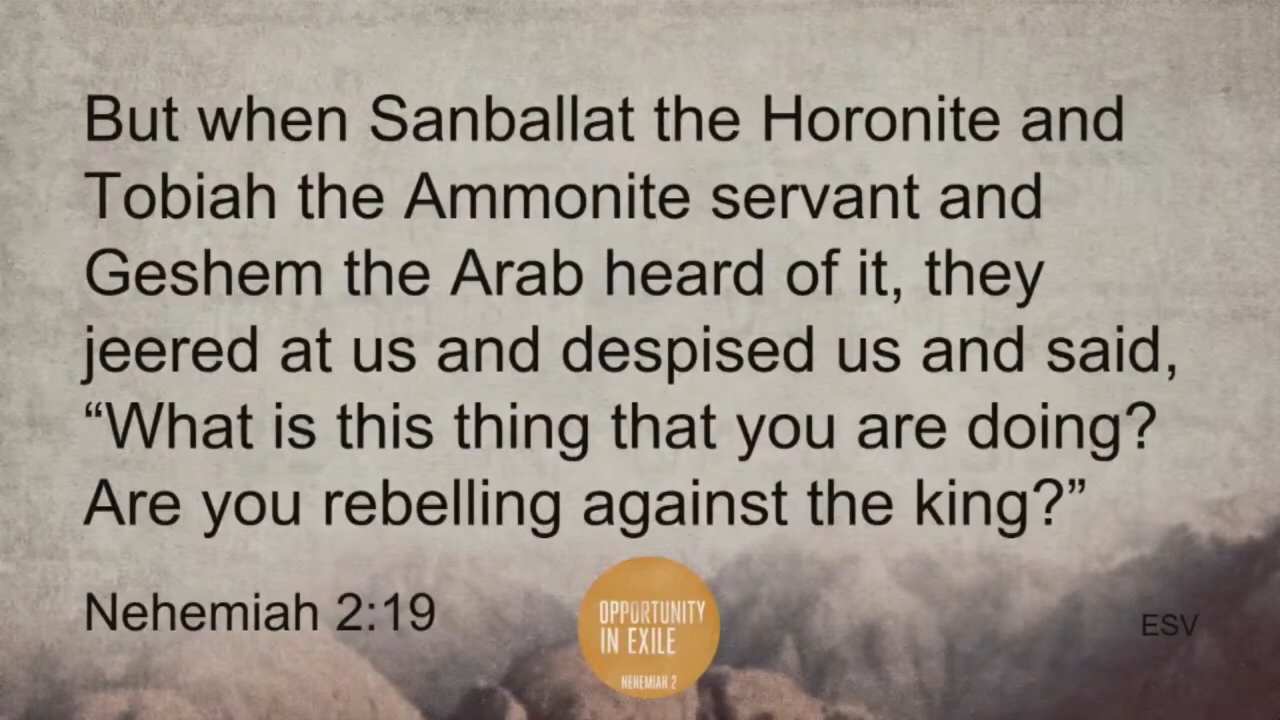 But when Sanballat the Horonite and
Tobiah the Ammonite servant and
Geshem the Arab heard of it, they
jeered at us and despised us and said,
“What is this thing that you are doing?
Are you rebelling against the king?”
Nehemiah 2:19
OPPORTUNITY
IN EXILE
NEHEMIAH 2
ESV